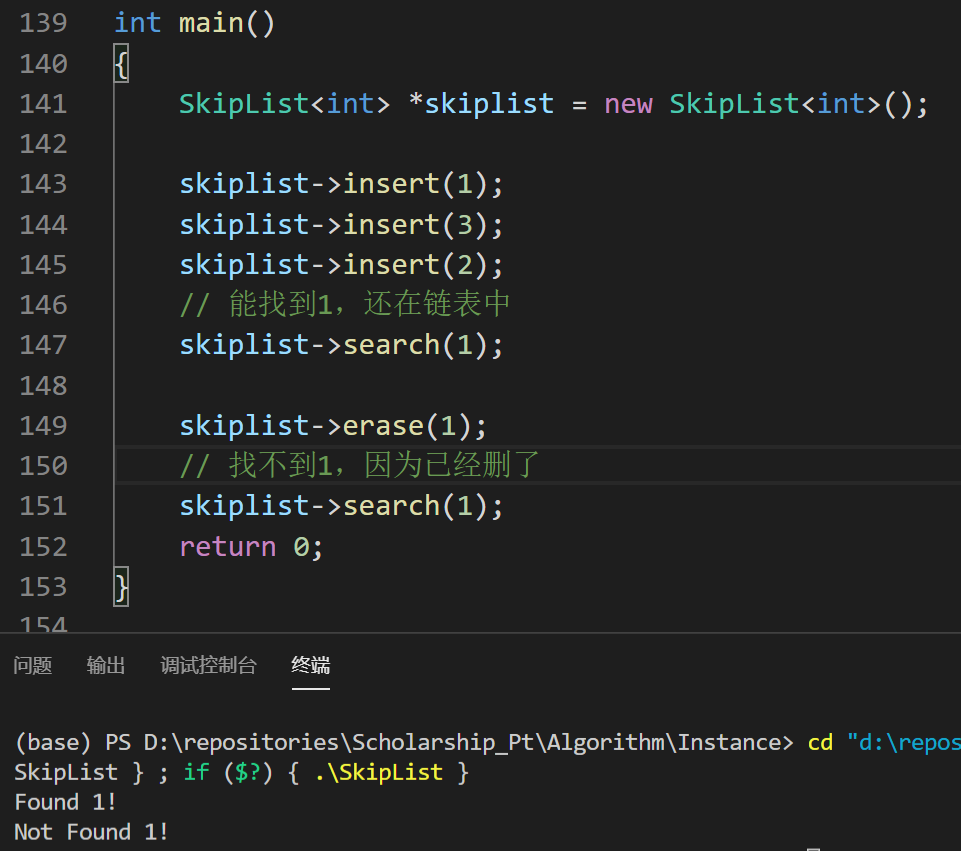 139 int main()
140 {
141 SkipList<int> *skiplist = new SkipList<int>();
142
143 skiplist->insert(1);
144 skiplist->insert(3);
145 skiplist->insert(2);
146 // 能找到1，还在链表中
147 skiplist->search(1);
148
149 skiplist->erase(1);
150 // 找不到1，因为已经删了
151 skiplist->search(1);
152 return 0;
153 }
154
问题 输出 调试控制台 终端
(base) PS D:\repositories\Scholarship_Pt\Algorithm\Instance> cd "d:\repos
SkipList } ; if ($?) { .\SkipList }
Found 1!
Not Found 1!